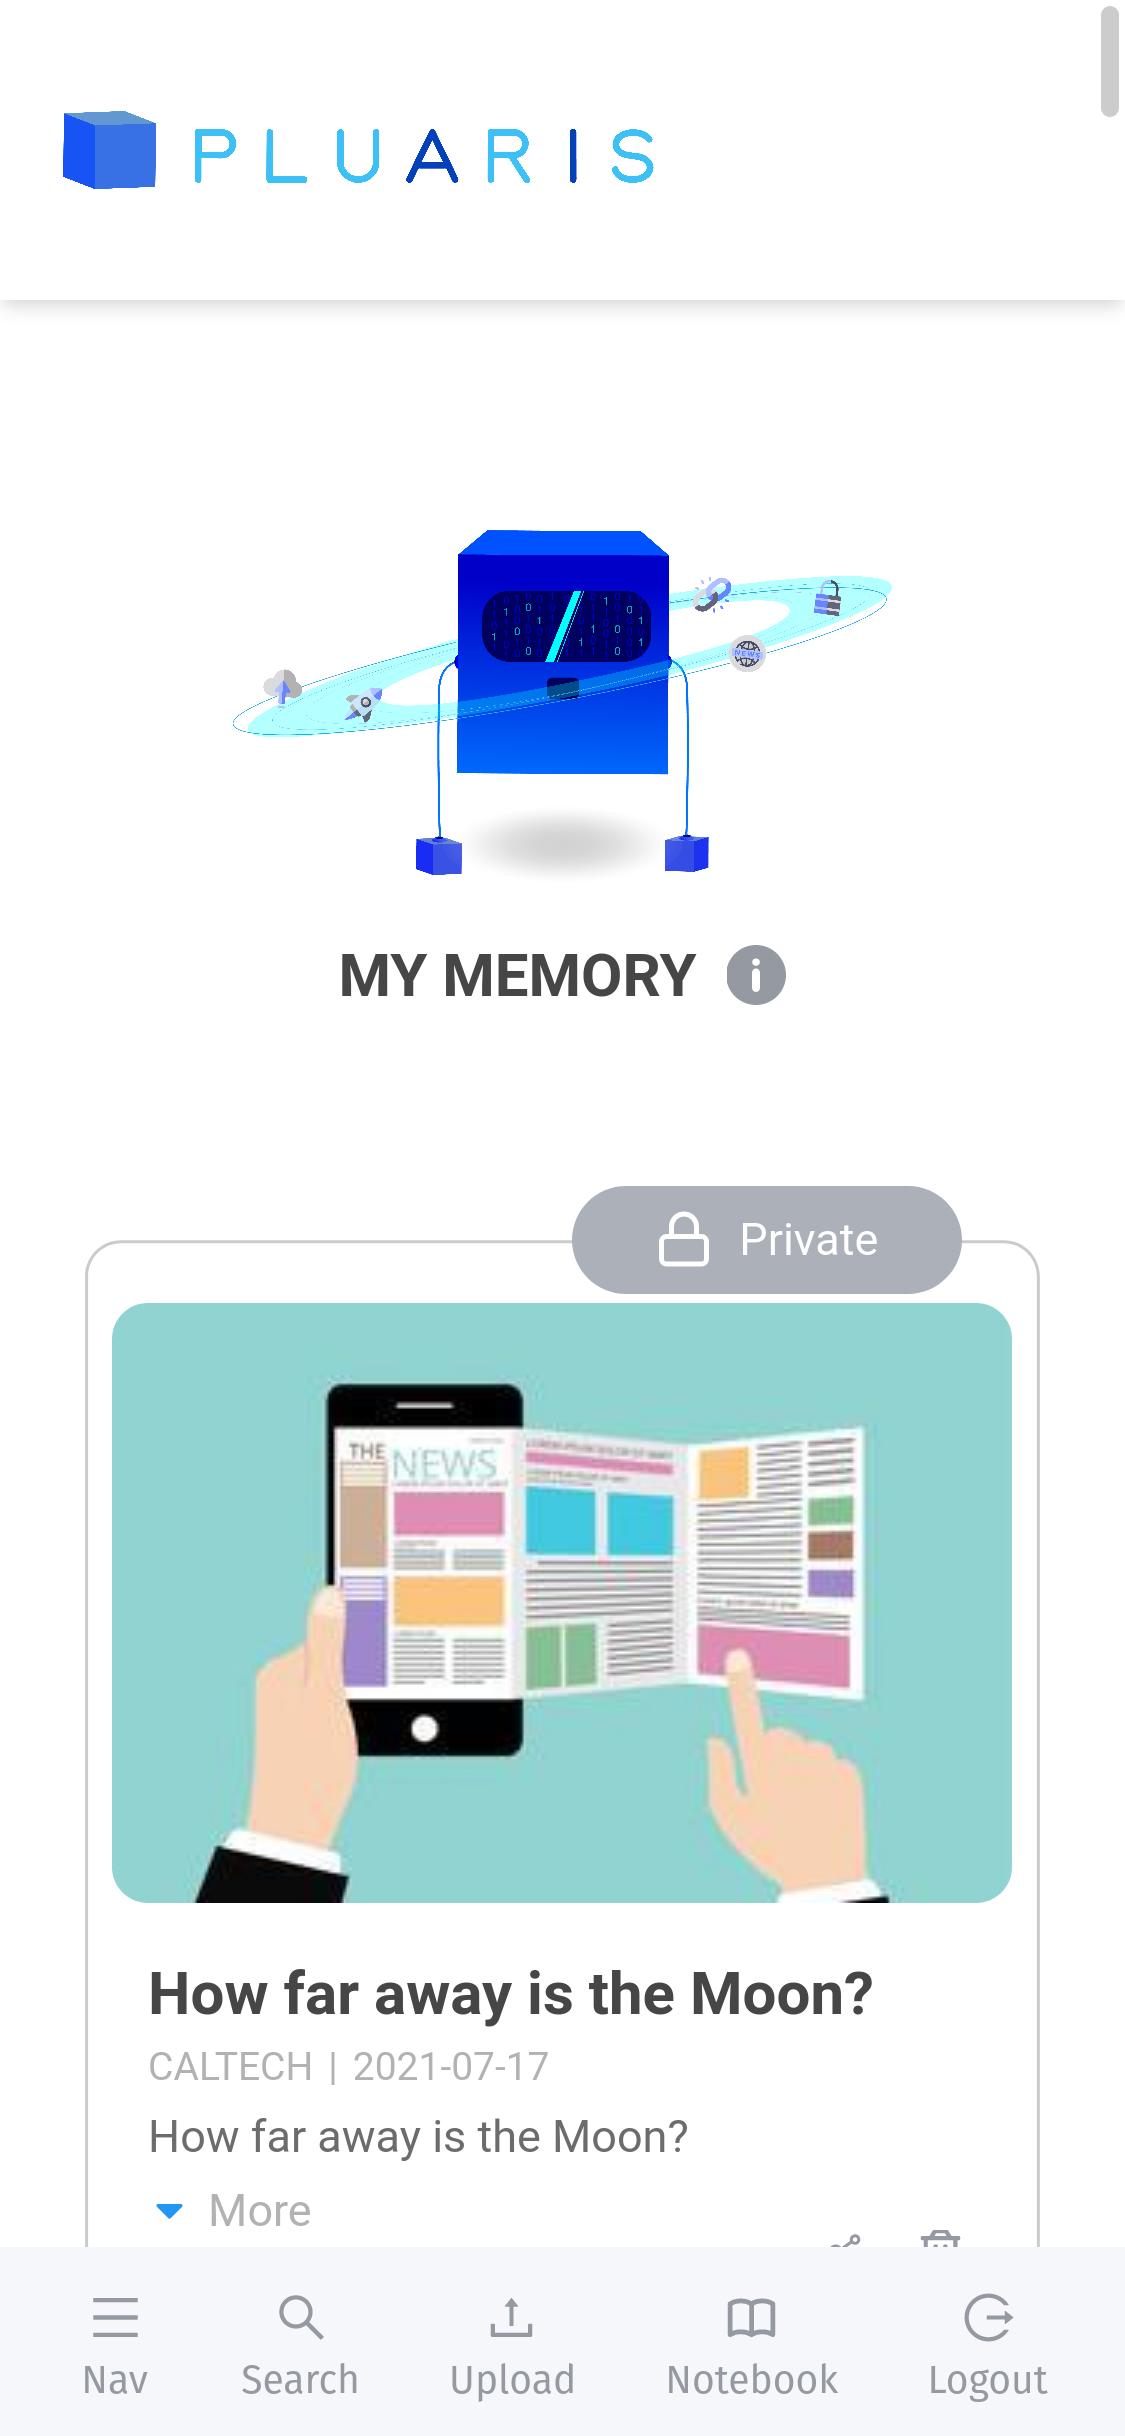 PLUARIS
NEWS
MY MEMORY
Private
THE
NEWS
How far away is the Moon?
CALTECH | 2021-07-17
How far away is the Moon?
More
Nav
Search
Upload
Notebook
Logout